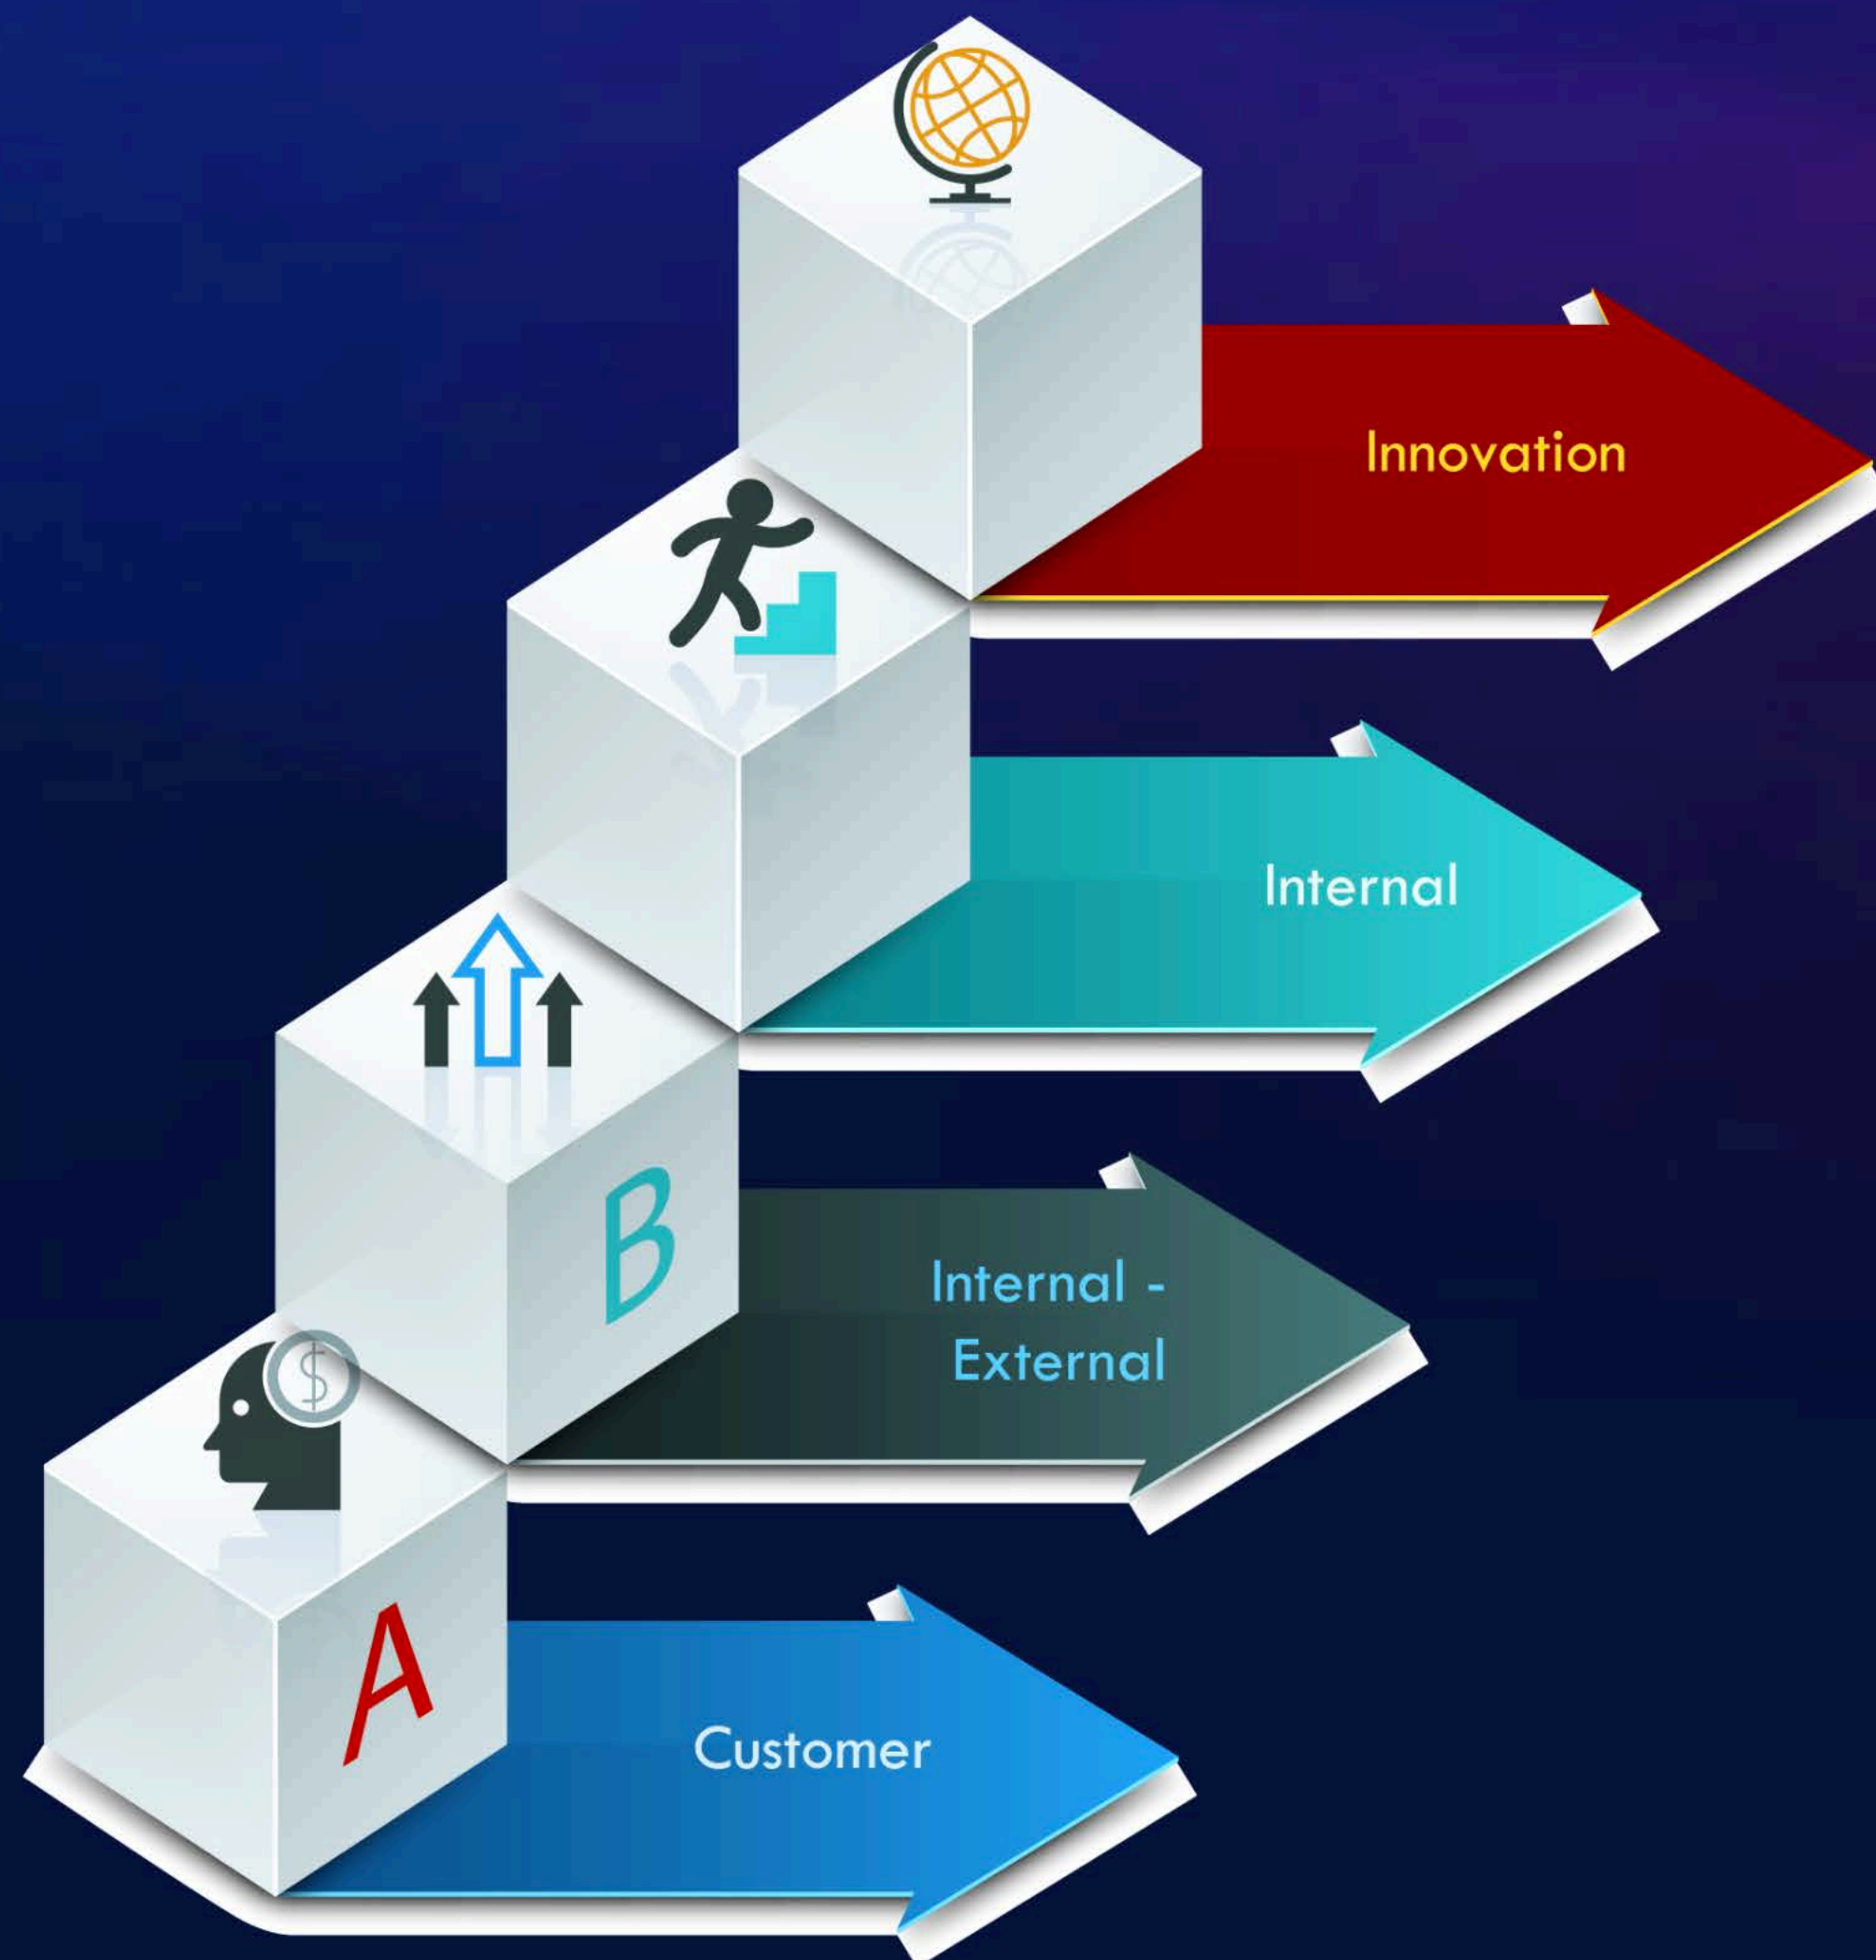 Innovation
Internal
B
Internal -
External
$
A
Customer